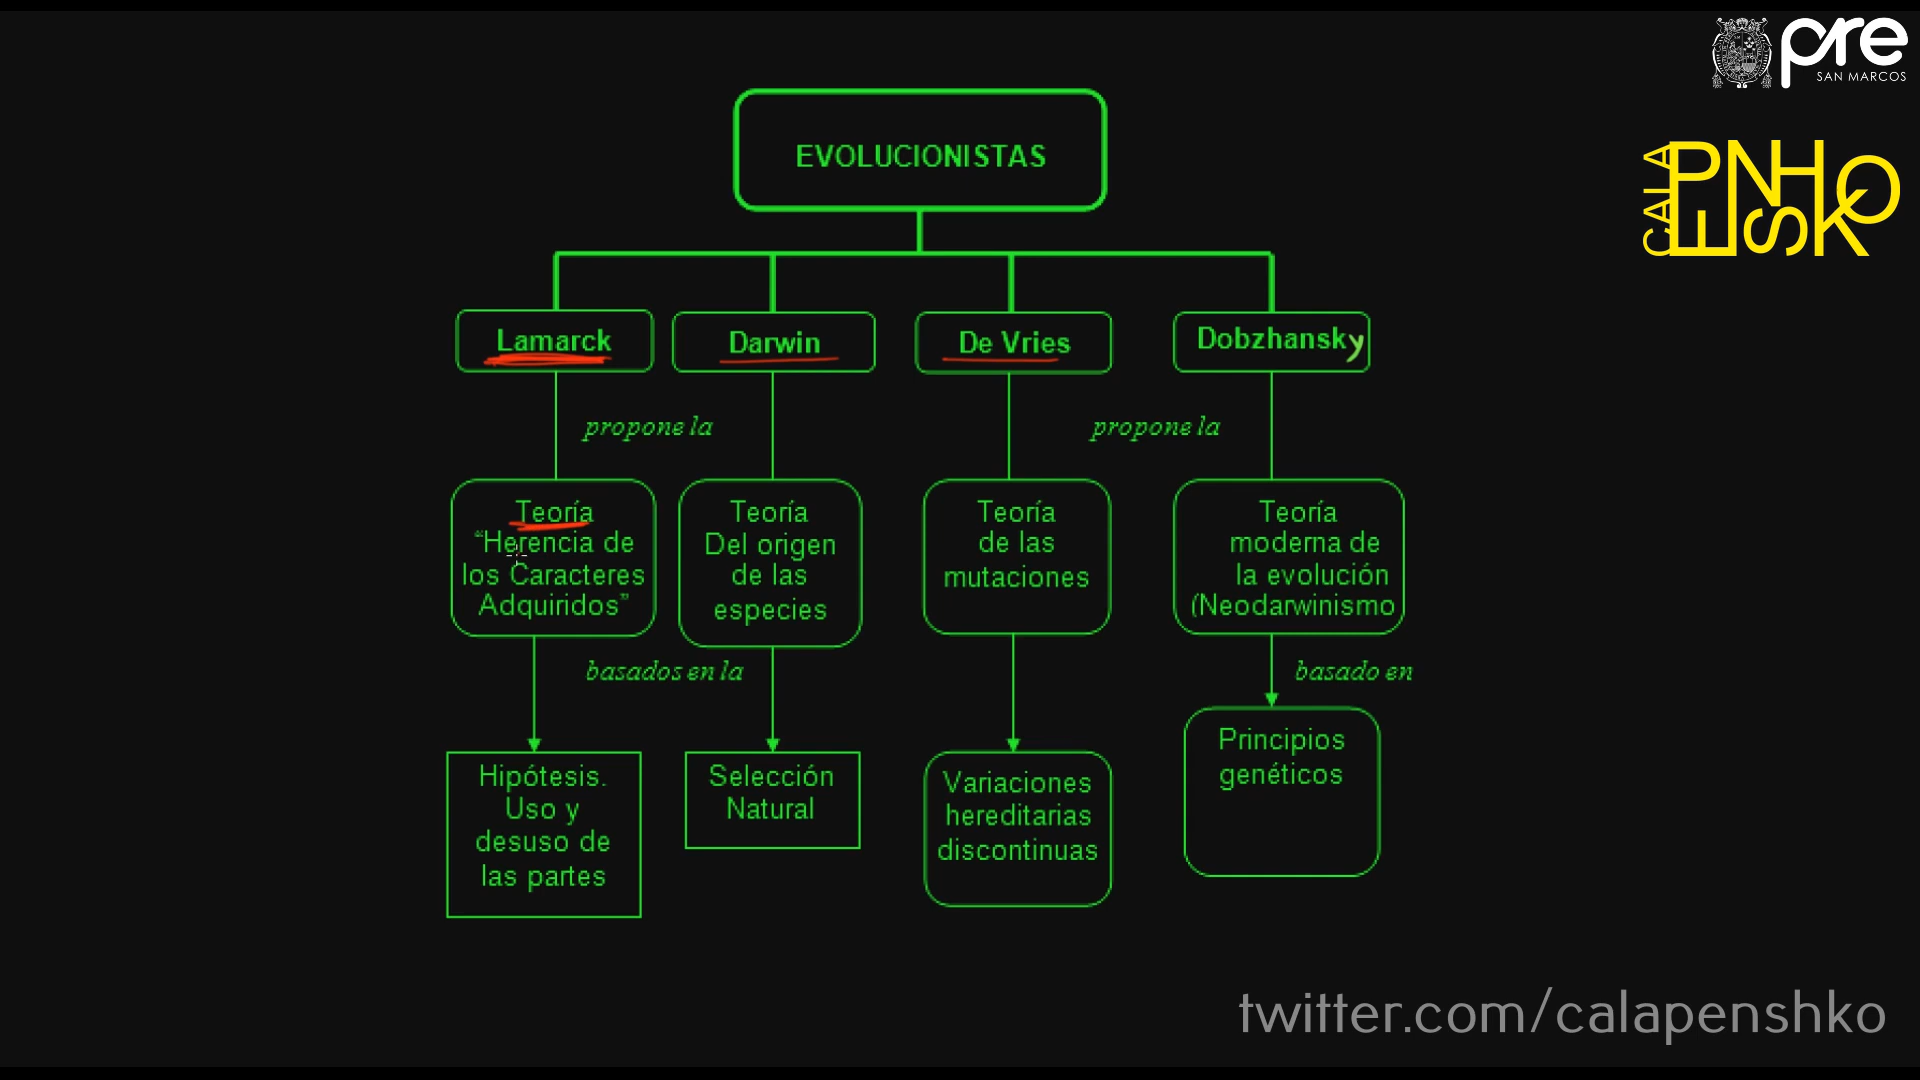 pre
SAN MARCOS
CALA
PENSHKO
EVOLUCIONISTAS
Lamarck
Darwin
De Vries
Dobzhansky
propone la
propone la
Teoría
“Herencia de
los Caracteres
Adquiridos”
Teoría
Del origen
de las
especies
Teoría
de las
mutaciones
Teoría
moderna de
la evolución
(Neodarwinismo
basados en la
basado en
Hipótesis.
Uso y
desuso de
las partes
Selección
Natural
Variaciones
hereditarias
discontinuas
Principios
genéticos
twitter.com/calapenshko